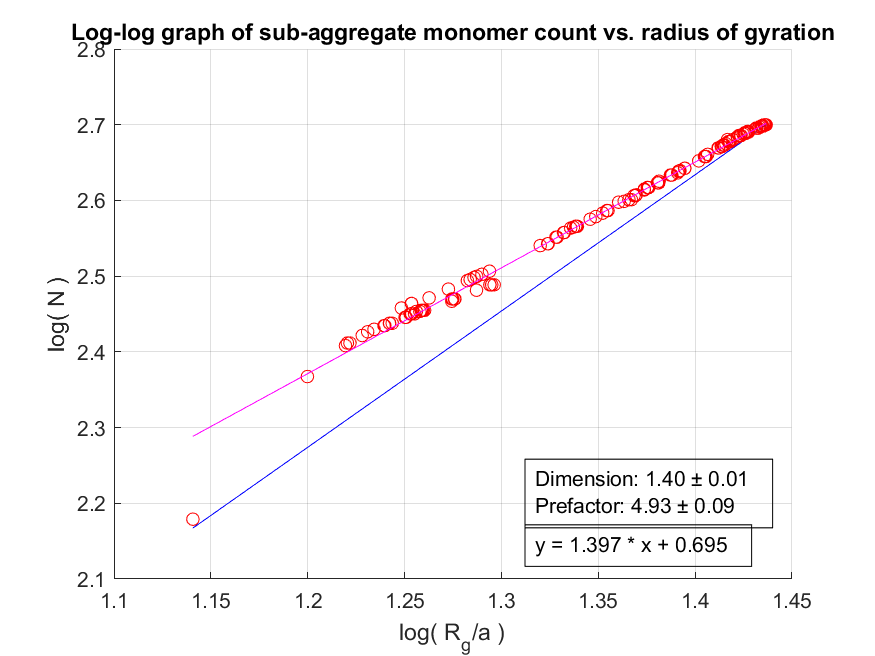 Log-log graph of sub-aggregate monomer count vs. radius of gyration
2.8
2.7
2.6
2.5
2.4
2.3
2.2
2.1
log( N )
Dimension: 1.40 ± 0.01
Prefactor: 4.93 ± 0.09
y = 1.397 * x + 0.695
1.1 1.15 1.2 1.25 1.3 1.35 1.4 1.45
log( R_g/a )